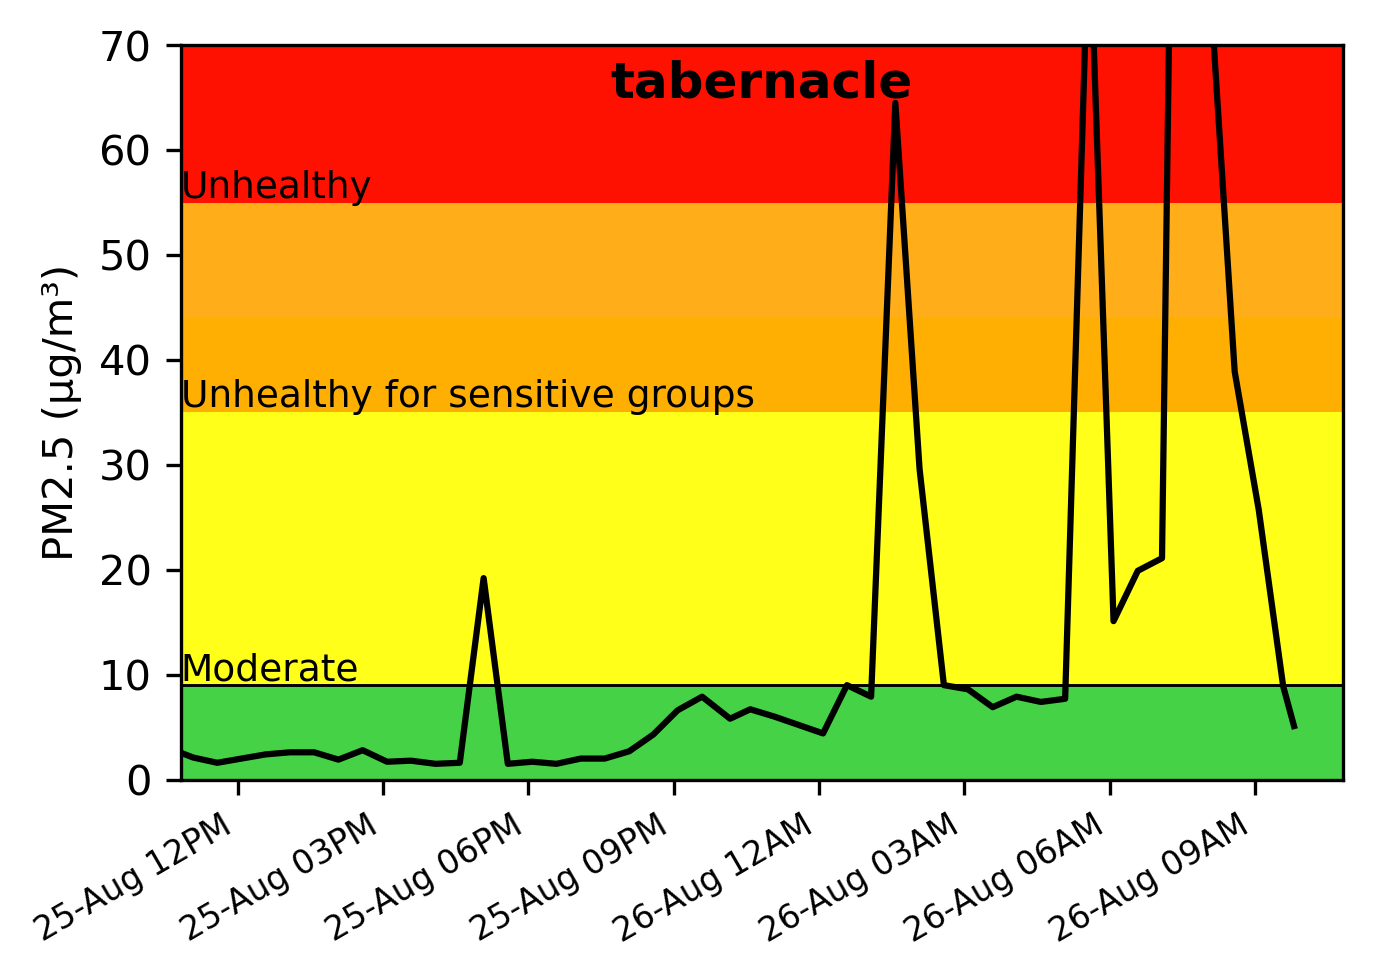 tabernacle
70
60
50
40
30
20
10
0
PM2.5 (µg/m³)
Unhealthy
Unhealthy for sensitive groups
Moderate
25-Aug 12PM
25-Aug 03PM
25-Aug 06PM
25-Aug 09PM
26-Aug 12AM
26-Aug 03AM
26-Aug 06AM
26-Aug 09AM